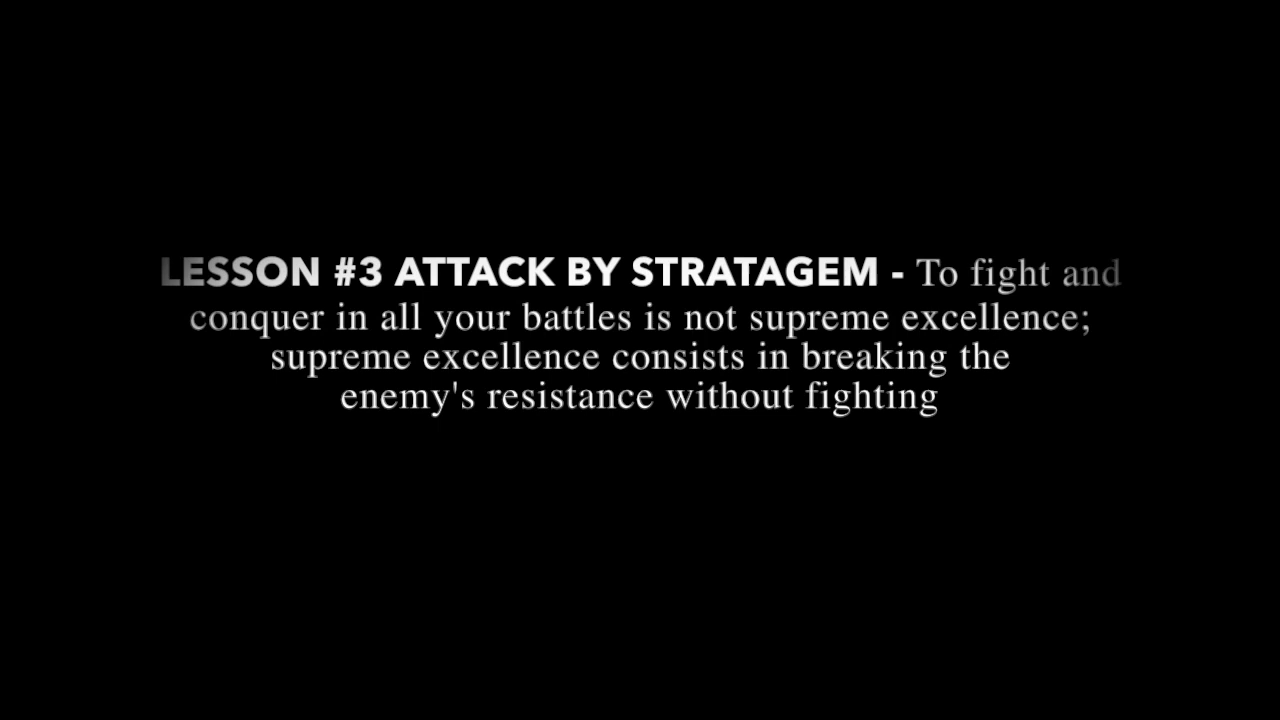 LESSON #3 ATTACK BY STRATAGEM - To fight and
conquer in all your battles is not supreme excellence;
supreme excellence consists in breaking the
enemy's resistance without fighting